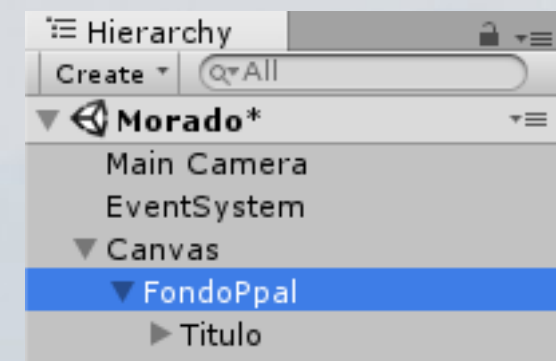 Hierarchy
Create All
Morado*
Main Camera
EventSystem
Canvas
FondoPpal
Titulo